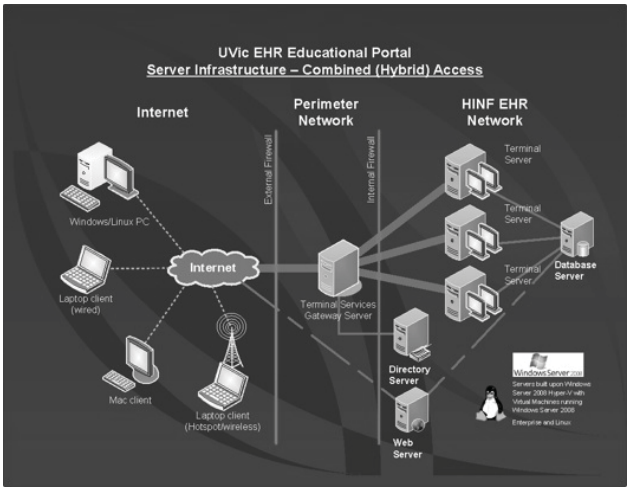 UVic EHR Educational Portal
Server Infrastructure – Combined (Hybrid) Access
Internet
Perimeter
Network
HINF EHR
Network
External Firewall
Internal Firewall
Windows/Linux PC
Laptop client
(wired)
Mac client
Laptop client
(Hotspot/wireless)
Internet
Terminal Services
Gateway Server
Directory
Server
Web
Server
Terminal
Server
Terminal
Server
Terminal
Server
Database
Server
WindowsServer2008
Servers built upon Windows
Server 2008 Hyper-V with
Virtual Machines running
Windows Server 2008
Enterprise and Linux